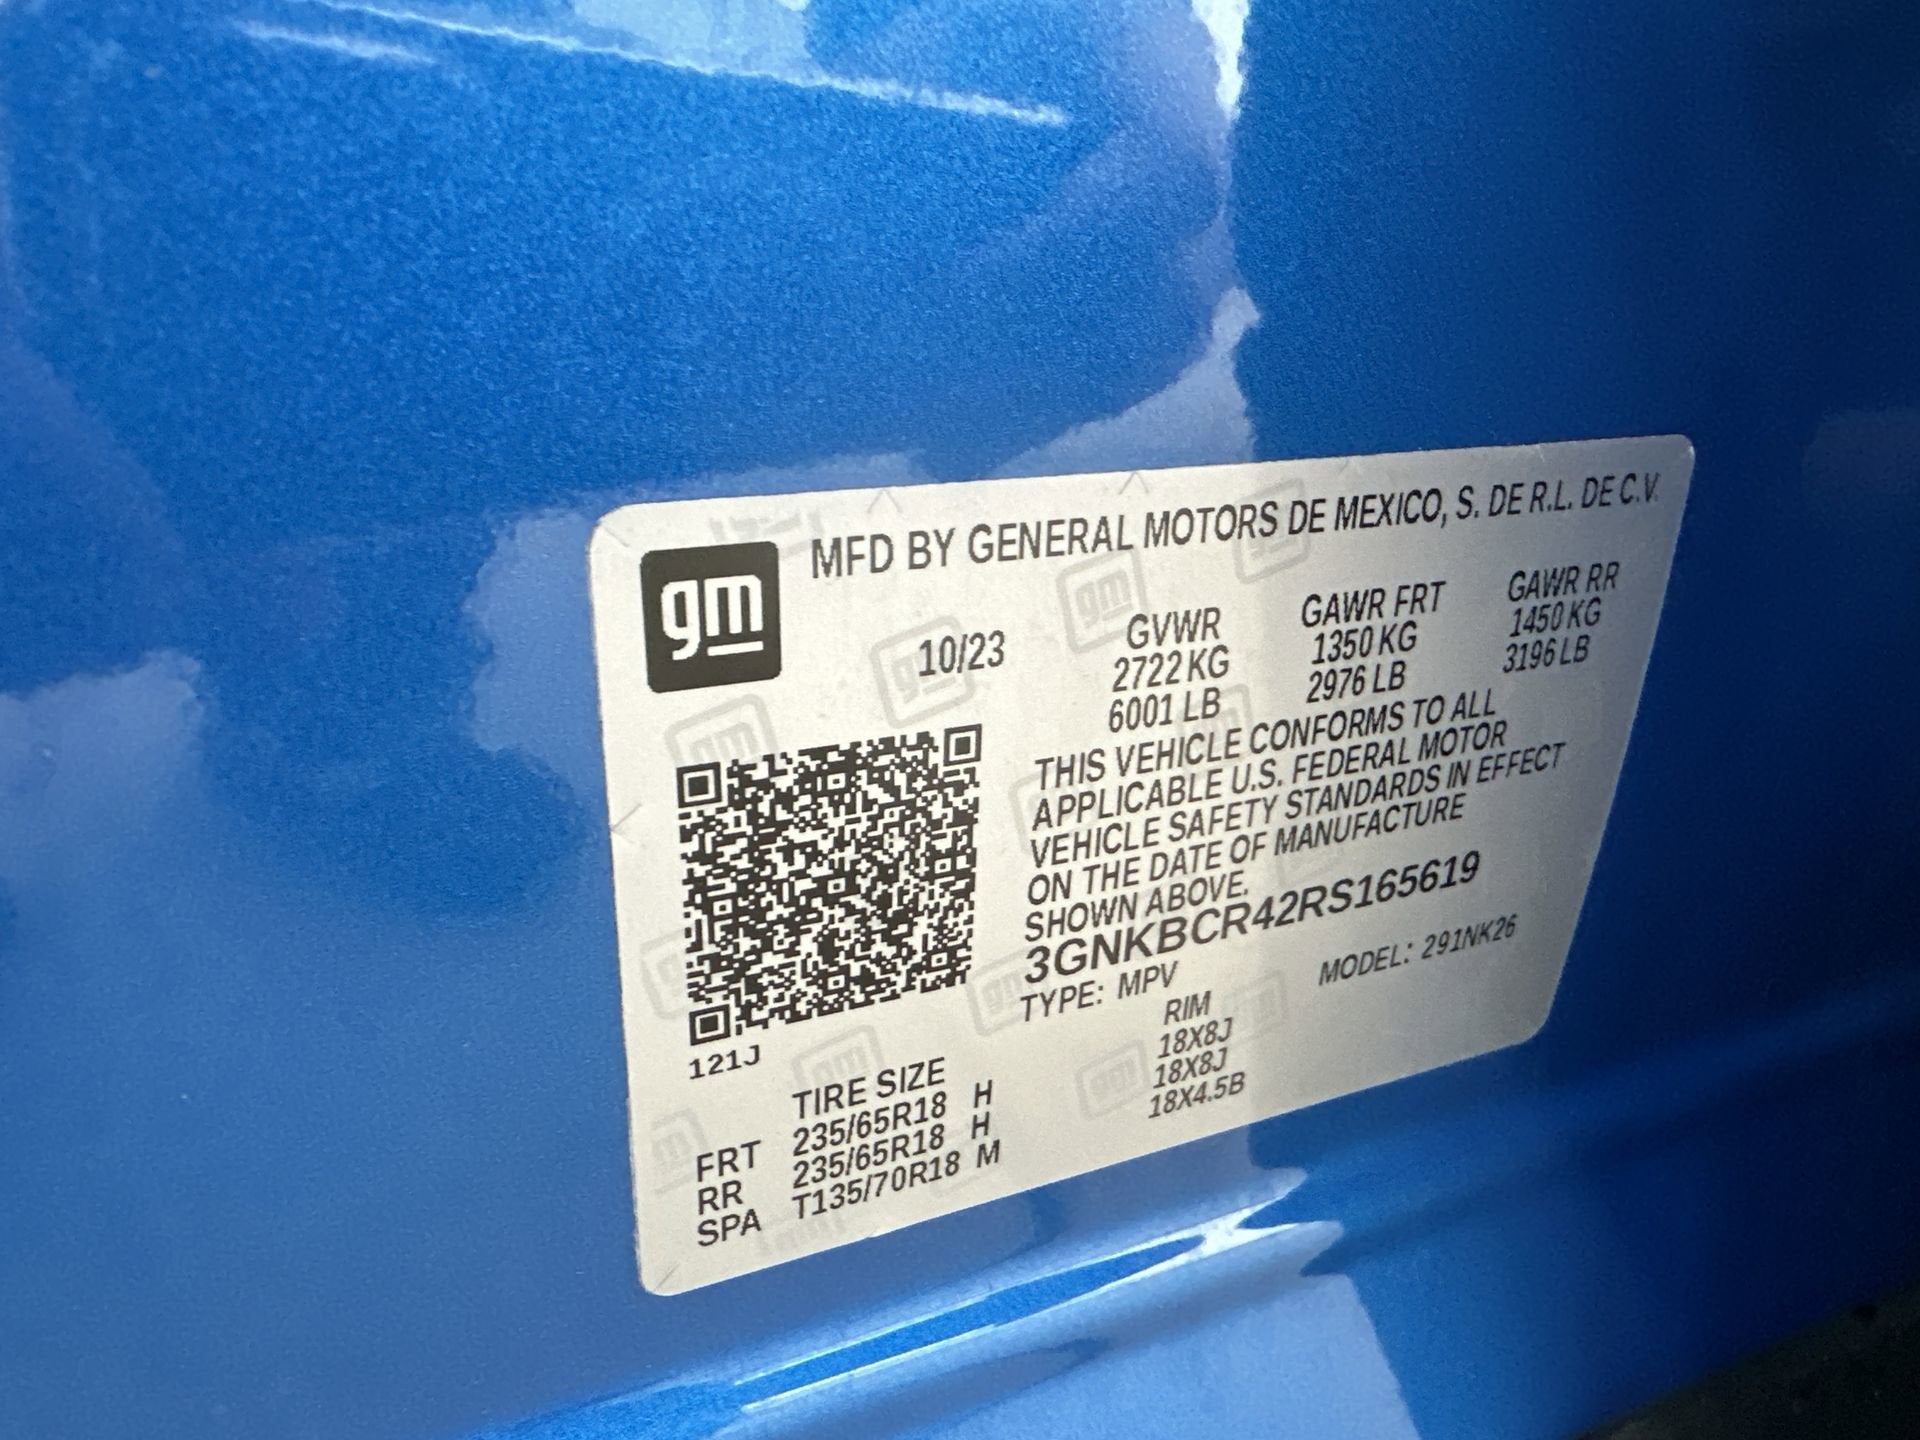 gm
MFD BY GENERAL MOTORS DE MEXICO, S. DE R.L. DE C.V.
10/23
GVWR GAWR FRT GAWR RR
2722 KG 1350 KG 1450 KG
6001 LB 2976 LB 3196 LB
THIS VEHICLE CONFORMS TO ALL
APPLICABLE U.S. FEDERAL MOTOR
VEHICLE SAFETY STANDARDS IN EFFECT
ON THE DATE OF MANUFACTURE
SHOWN ABOVE.
3GNKBCR42RS165619
TYPE: MPV MODEL: 291NK26
121J
TIRE SIZE RIM
FRT 235/65R18 H 18X8J
RR 235/65R18 H 18X8J
SPA T135/70R18 M 18X4.5B